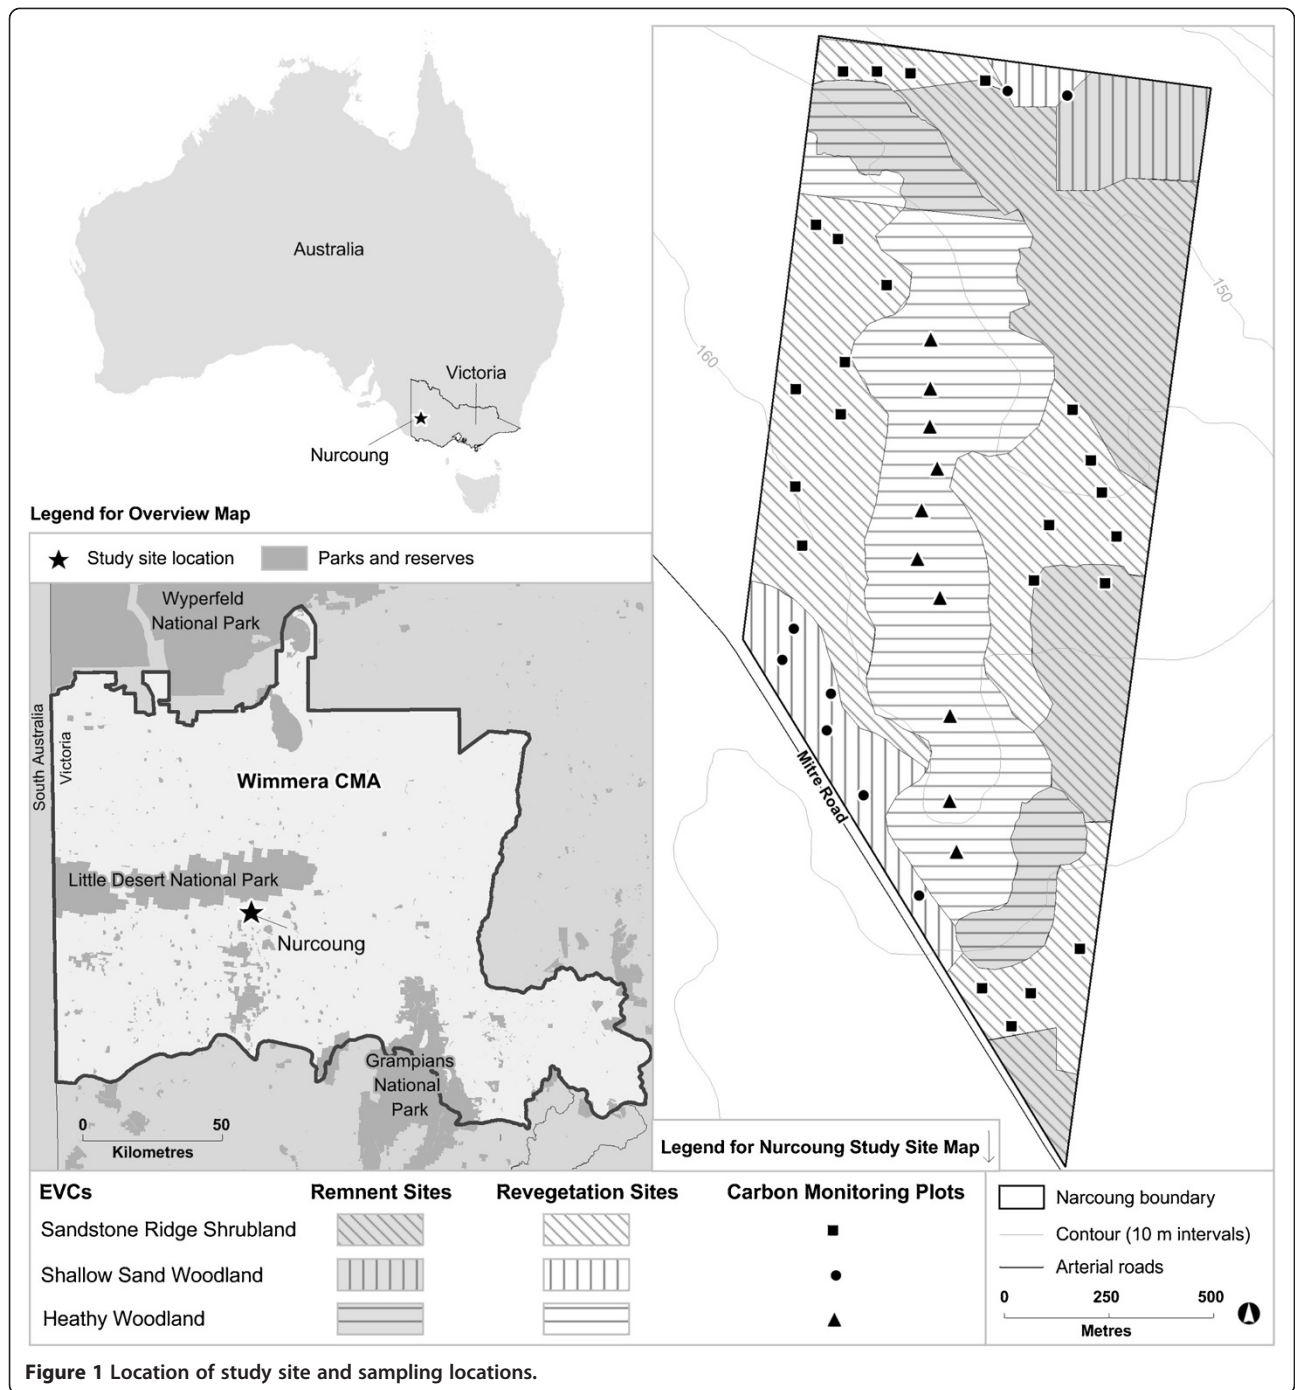 Australia
Victoria
Nurcoung
Legend for Overview Map
Study site location
Parks and reserves
Wyperfeld
National Park
South Australia
Victoria
Wimmera CMA
Little Desert National Park
Nurcoung
Grampians
National
Park
0 50
Kilometres
150
160
Mitre Road
Legend for Nurcoung Study Site Map
EVCs
Remnent Sites
Revegetation Sites
Carbon Monitoring Plots
Sandstone Ridge Shrubland
Shallow Sand Woodland
Heathy Woodland
Narcoung boundary
Contour (10 m intervals)
Arterial roads
0 250 500
Metres
Figure 1 Location of study site and sampling locations.